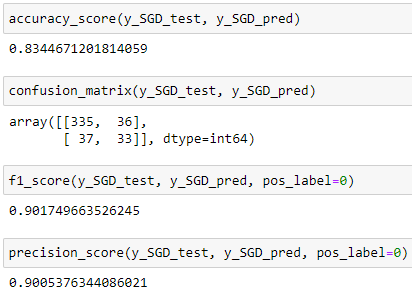 accuracy_score(y_SGD_test, y_SGD_pred)
0.8344671201814059
confusion_matrix(y_SGD_test, y_SGD_pred)
array([[335,  36],
       [ 37,  33]], dtype=int64)
f1_score(y_SGD_test, y_SGD_pred, pos_label=0)
0.901749663526245
precision_score(y_SGD_test, y_SGD_pred, pos_label=0)
0.9005376344086021